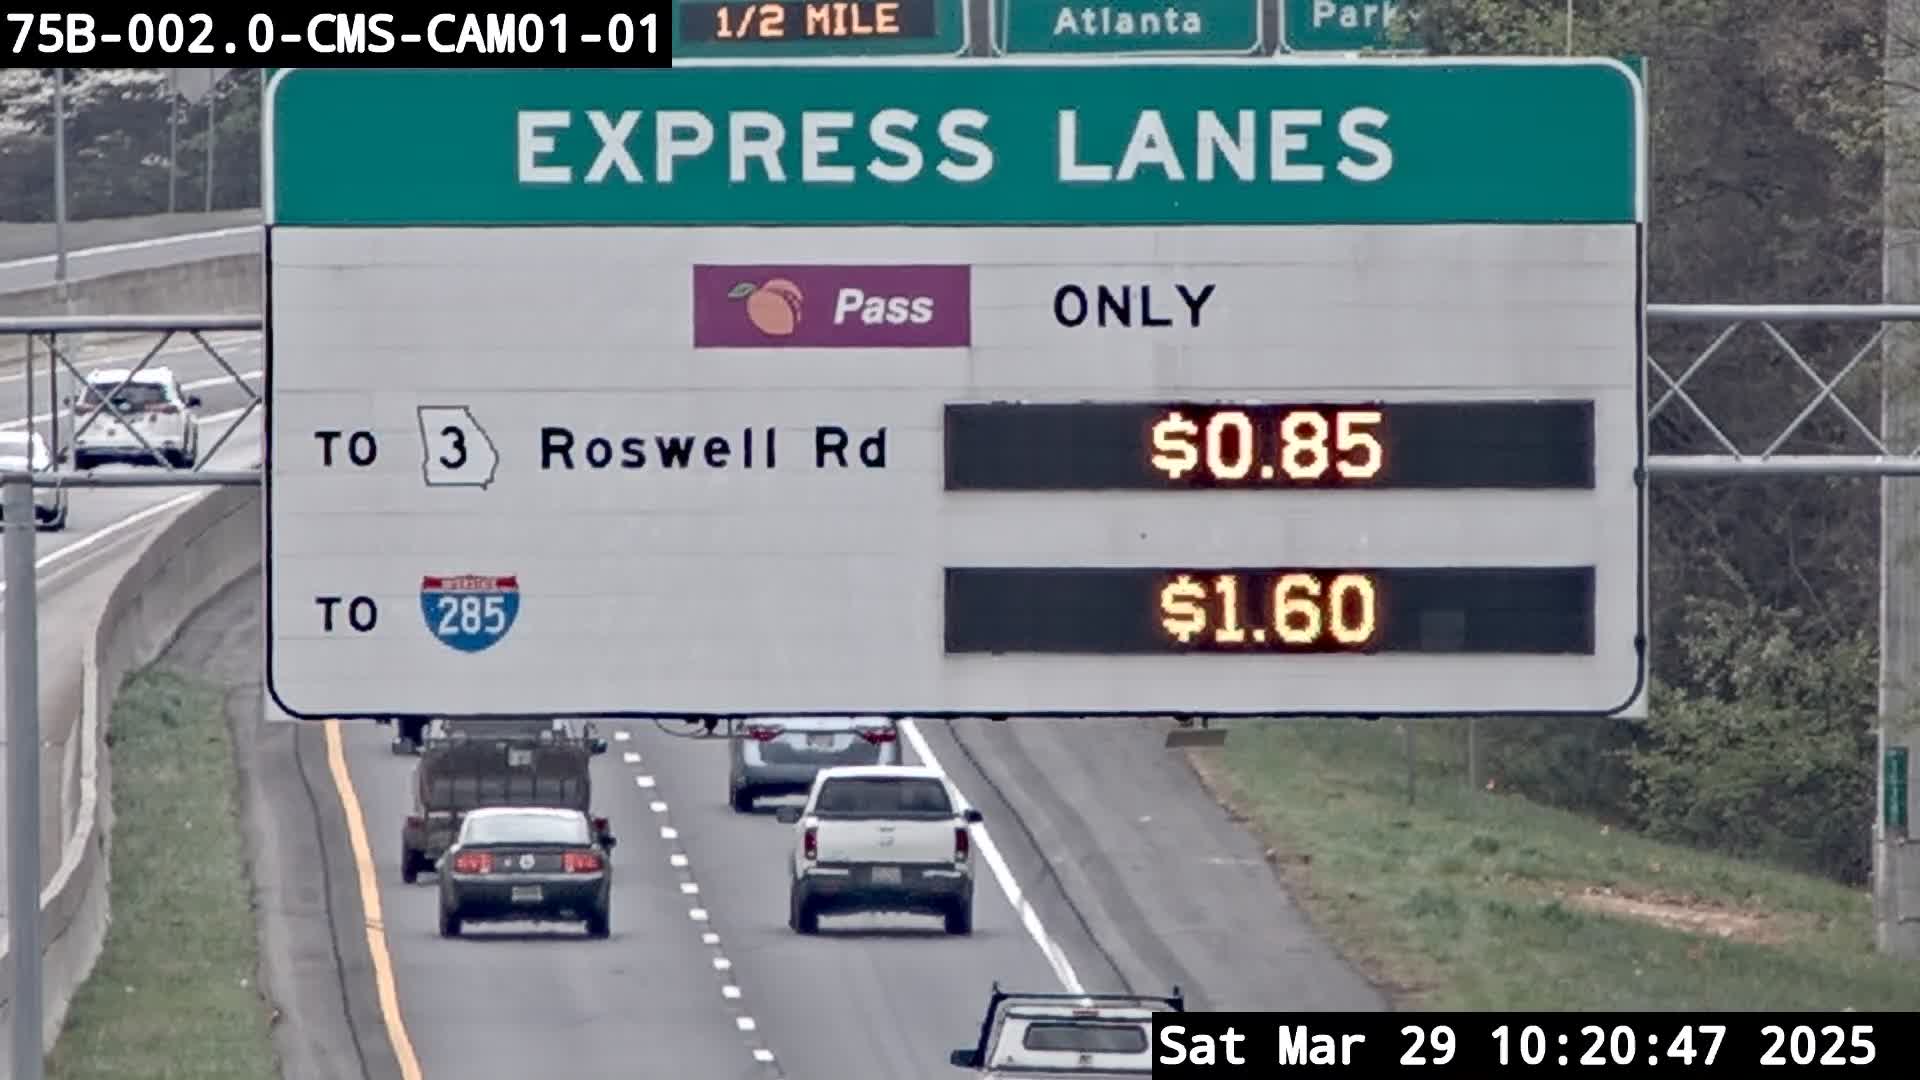 75B-002.0-CMS-CAM01-01
1/2 MILE
Atlanta
EXPRESS LANES
Pass ONLY
TO 3 Roswell Rd $0.85
TO 285 $1.60
Sat Mar 29 10:20:47 2025